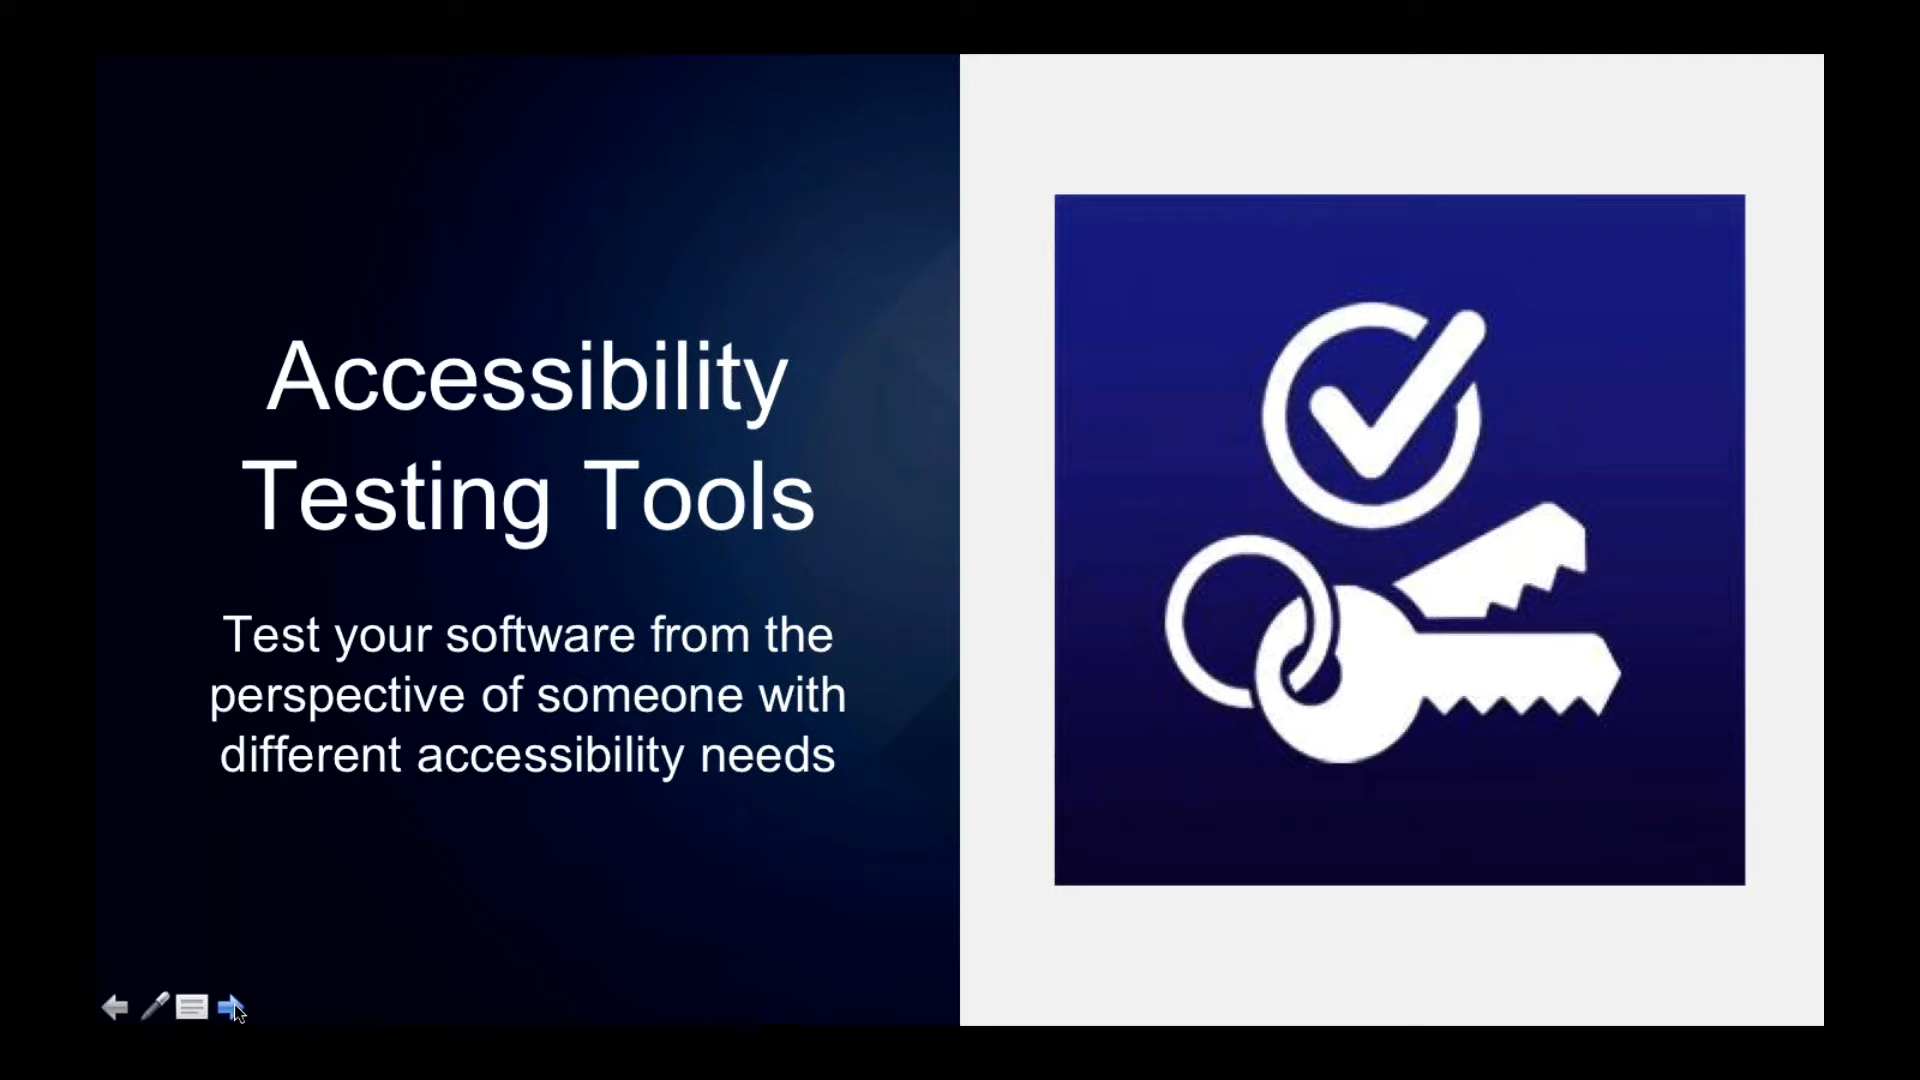 Accessibility
Testing Tools
Test your software from the
perspective of someone with
different accessibility needs